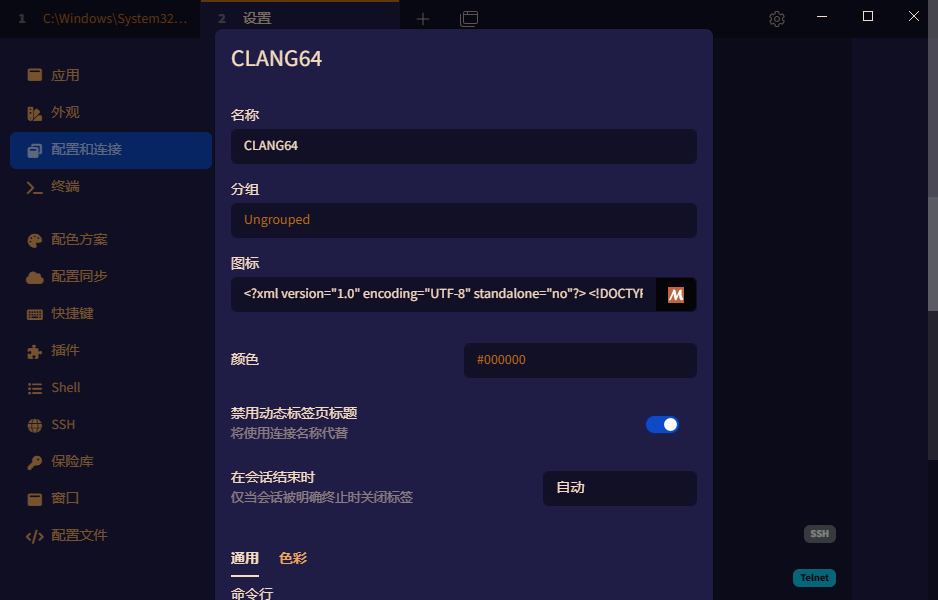 1 C:\Windows\System32...
2 设置
应用
外观
配置和连接
终端
配色方案
配置同步
快捷键
插件
Shell
SSH
保险库
窗口
配置文件
CLANG64
名称
CLANG64
分组
Ungrouped
图标
<?xml version="1.0" encoding="UTF-8" standalone="no"?> <!DOCTYP
M
颜色
#000000
禁用动态标签页标题
将使用连接名称代替
在会话结束时
仅当会话被明确终止时关闭标签
自动
通用 色彩
命令行
SSH
Telnet